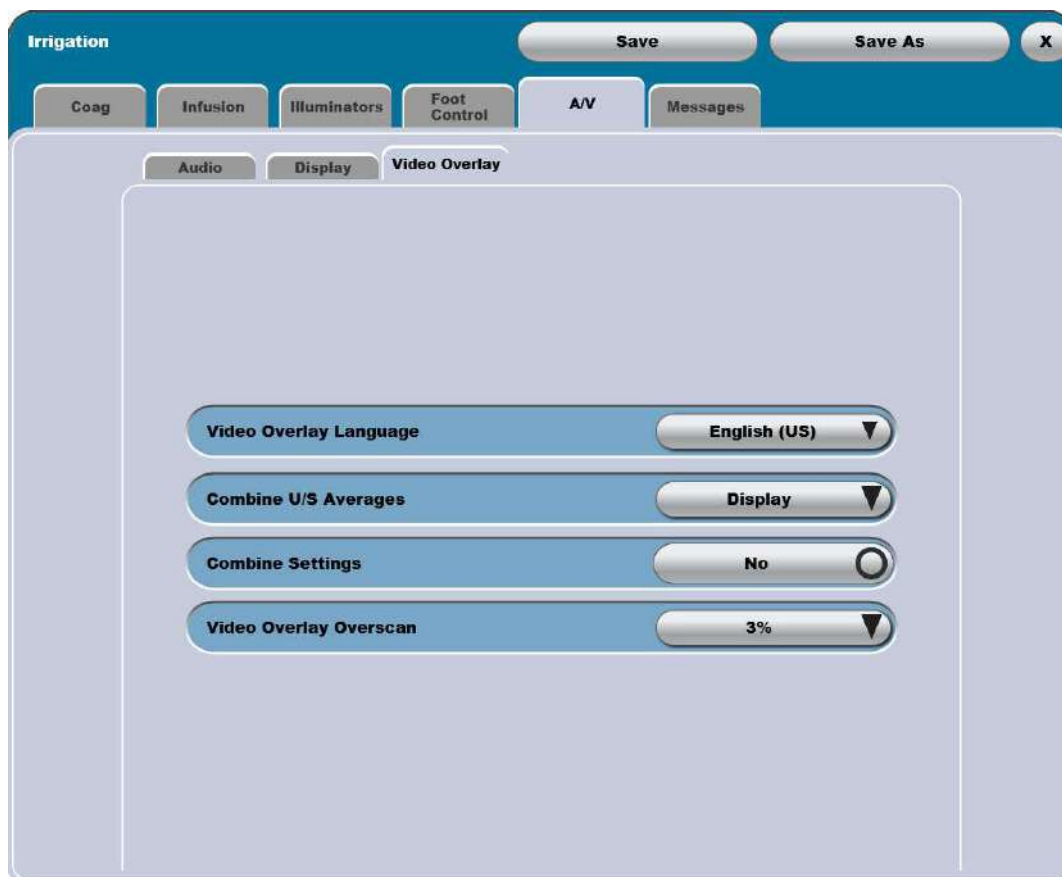 Irrigation Save Save As X
Coag Infusion Illuminators Foot Control A/V Messages
Audio Display Video Overlay
Video Overlay Language English (US)
Combine U/S Averages Display
Combine Settings No
Video Overlay Overscan 3%